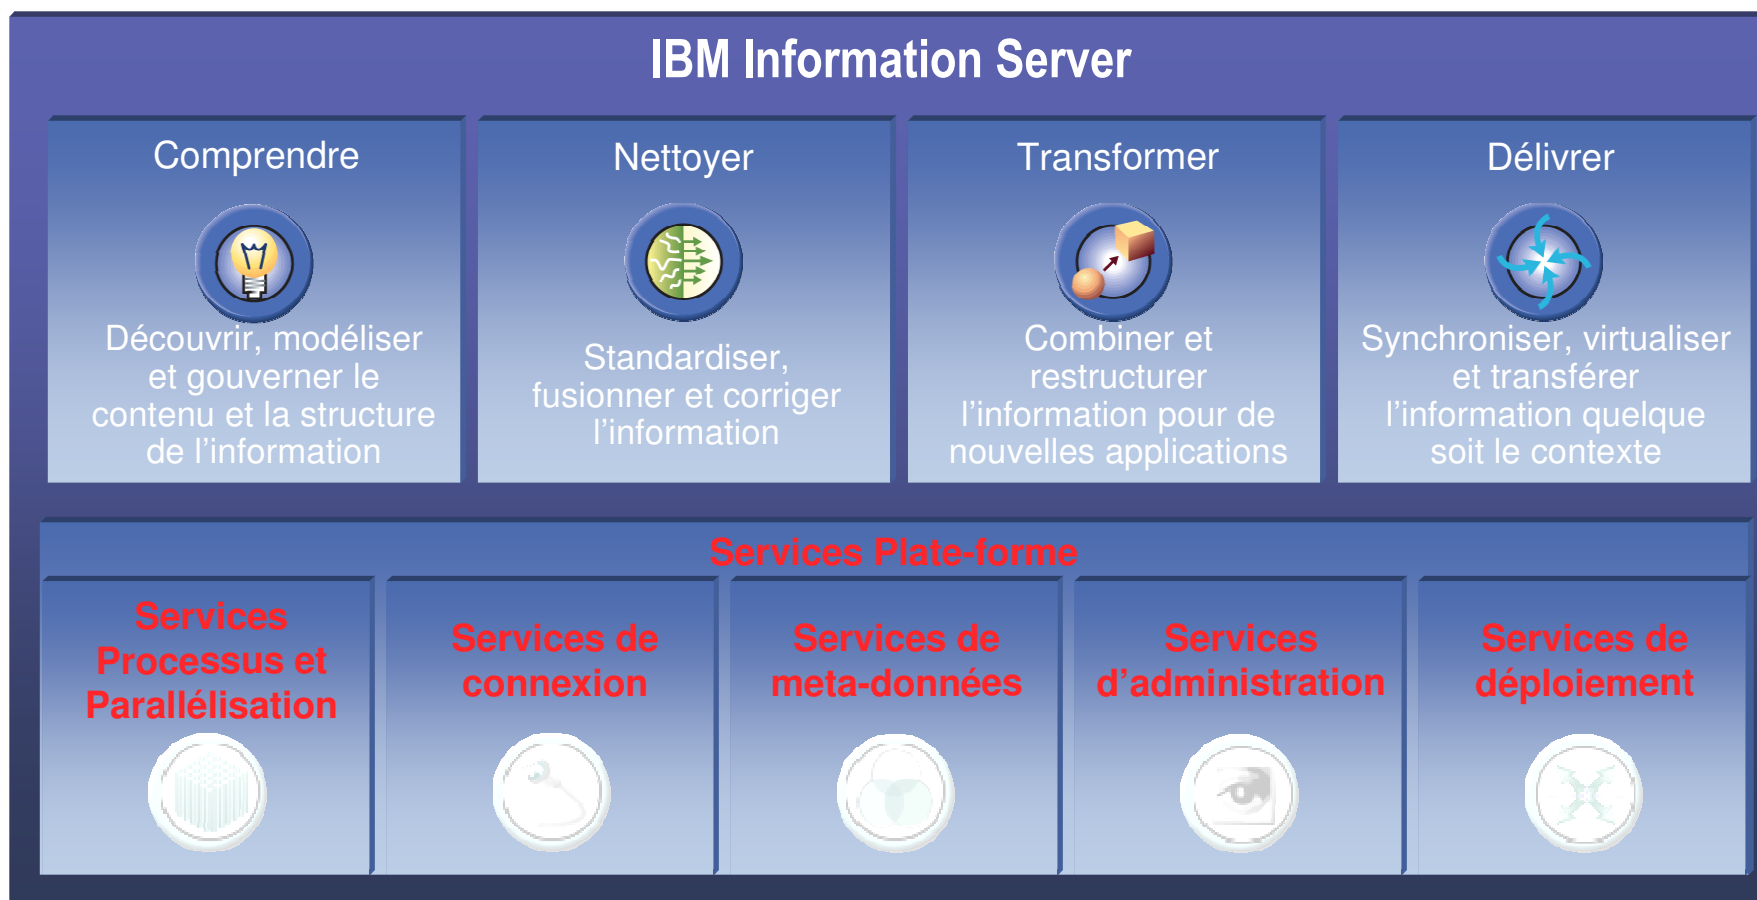 IBM Information Server
Comprendre
Découvrir, modéliser
et gouverner le
contenu et la structure
de l'information
Nettoyer
Standardiser,
fusionner et corriger
l'information
Transformer
Combiner et
restructurer
l'information pour de
nouvelles applications
Délivrer
Synchroniser, virtualiser
et transférer
l'information quelque
soit le contexte
Services Plate-forme
Services
Processus et
Parallélisation
Services de
connexion
Services de
meta-données
Services
d'administration
Services de
déploiement